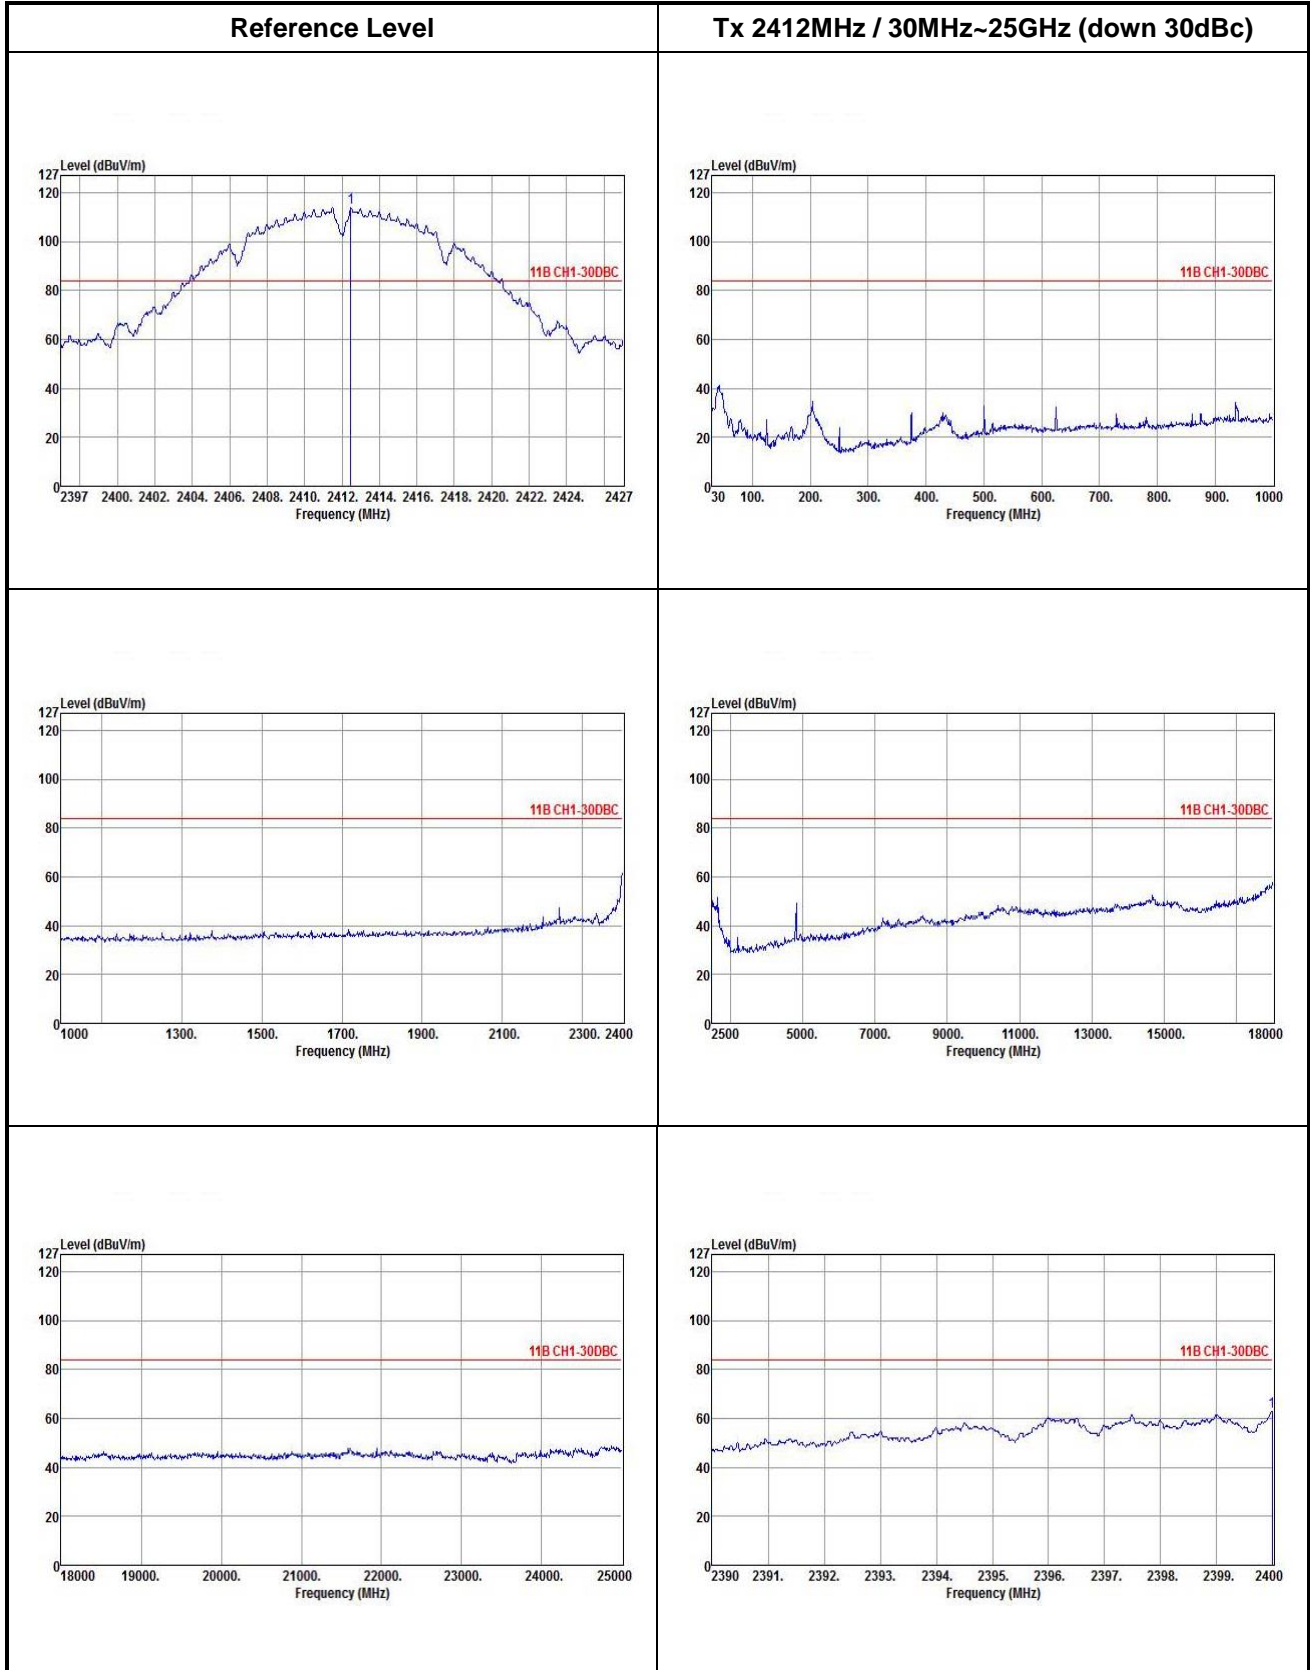 Reference Level
Tx 2412MHz / 30MHz~25GHz (down 30dBc)
Level (dBuV/m)
127
120
1
100
11B CH1-30DBC
80
60
40
20
0
2397 2400. 2402. 2404. 2406. 2408. 2410. 2412. 2414. 2416. 2418. 2420. 2422. 2424. 2427
Frequency (MHz)
Level (dBuV/m)
127
120
100
11B CH1-30DBC
80
60
40
20
0
30 100. 200. 300. 400. 500. 600. 700. 800. 900. 1000
Frequency (MHz)
Level (dBuV/m)
127
120
100
11B CH1-30DBC
80
60
40
20
0
1000 1300. 1500. 1700. 1900. 2100. 2300. 2400
Frequency (MHz)
Level (dBuV/m)
127
120
100
11B CH1-30DBC
80
60
40
20
0
2500 5000. 7000. 9000. 11000. 13000. 15000. 18000
Frequency (MHz)
Level (dBuV/m)
127
120
100
11B CH1-30DBC
80
60
40
20
0
18000 19000. 20000. 21000. 22000. 23000. 24000. 25000
Frequency (MHz)
Level (dBuV/m)
127
120
100
11B CH1-30DBC
80
1
60
40
20
0
2390 2391. 2392. 2393. 2394. 2395. 2396. 2397. 2398. 2399. 2400
Frequency (MHz)